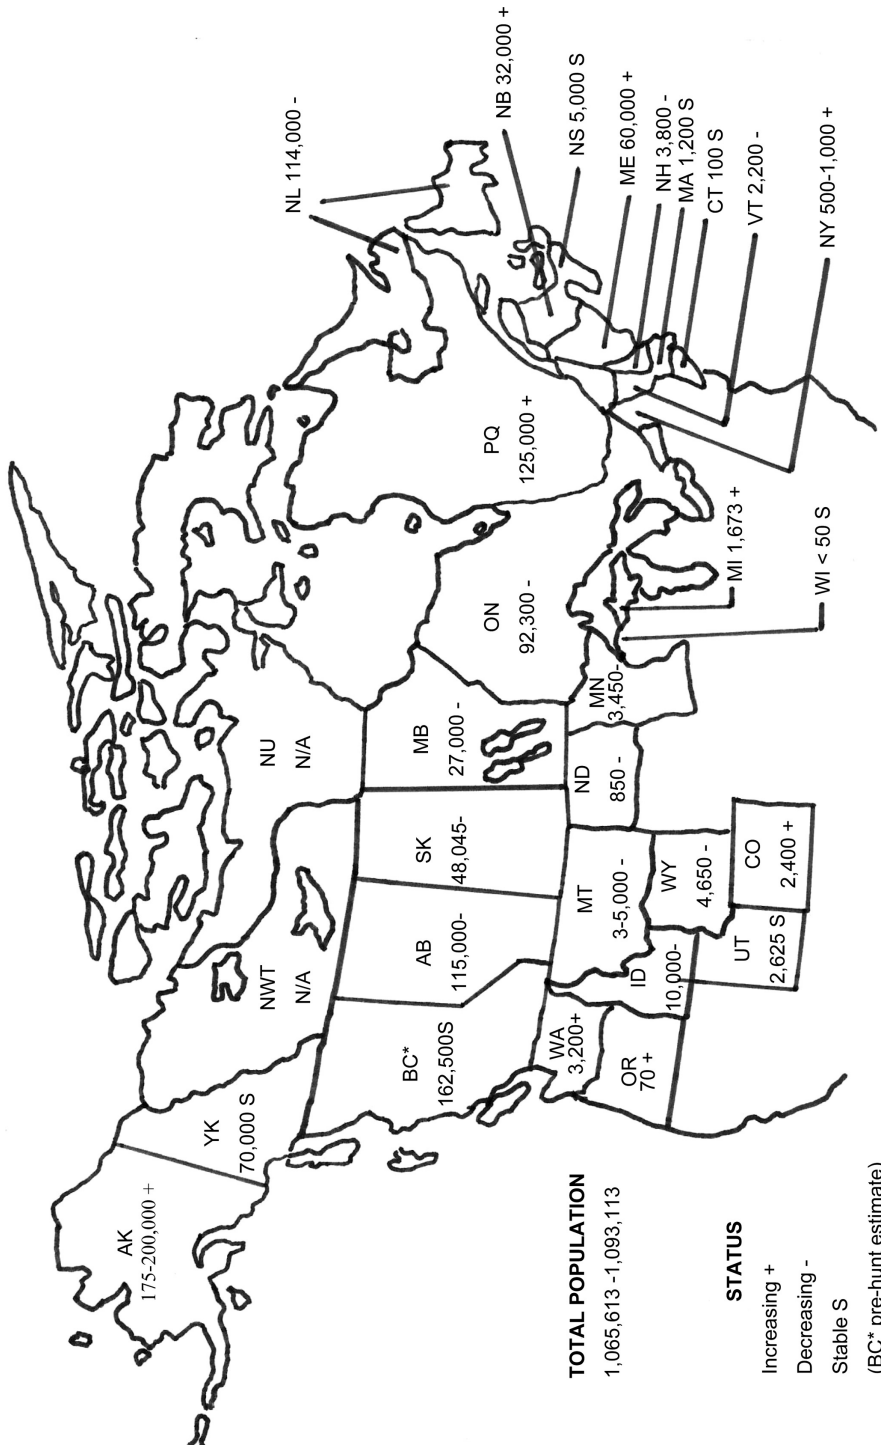 AK
175-200,000 +
YK
70,000 S
NWT
N/A
NU
N/A
NL 114,000 -
BC*
162,500S
AB
115,000-
SK
48,045-
MB
27,000 -
ON
92,300-
PQ
125,000 +
NB 32,000 +
NS 5,000 S
ME 60,000 +
NH 3,800 -
MA 1,200 S
CT 100 S
VT 2,200 -
NY 500-1,000 +
WA
3,200+
OR
70 +
ID
10,000-
MT
3-5,000 -
WY
4,650 -
UT
2,625 S
CO
2,400 +
ND
850 -
MN
3,450-
MI 1,673 +
WI < 50 S
TOTAL POPULATION
1,065,613 -1,093,113
STATUS
Increasing +
Decreasing -
Stable S
(BC* pre-hunt estimate)